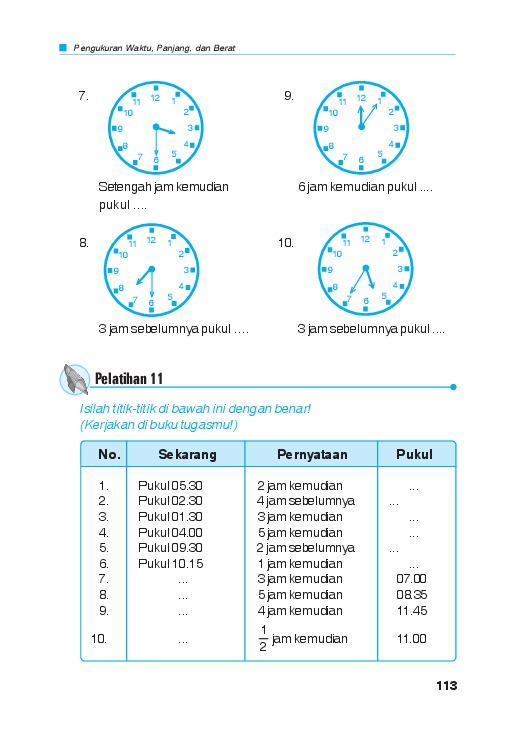 Pengukuran Waktu, Panjang, dan Berat
7.
12
1
2
3
4
5
6
7
8
9
10
11
Setengah jam kemudian
pukul ....
9.
12
1
2
3
4
5
6
7
8
9
10
11
6 jam kemudian pukul ....
8.
12
1
2
3
4
5
6
7
8
9
10
11
3 jam sebelumnya pukul ....
10.
12
1
2
3
4
5
6
7
8
9
10
11
3 jam sebelumnya pukul ....
Pelatihan 11
Isilah titik-titik di bawah ini dengan benar!
(Kerjakan di buku tugasmu!)
No. Sekarang Pernyataan Pukul
1. Pukul 05.30 2 jam kemudian ...
2. Pukul 02.30 4 jam sebelumnya ...
3. Pukul 01.30 3 jam kemudian ...
4. Pukul 04.00 5 jam kemudian ...
5. Pukul 09.30 2 jam sebelumnya ...
6. Pukul 10.15 1 jam kemudian ...
7. ... 3 jam kemudian 07.00
8. ... 5 jam kemudian 08.35
9. ... 4 jam kemudian 11.45
10. ... 1/2 jam kemudian 11.00
113